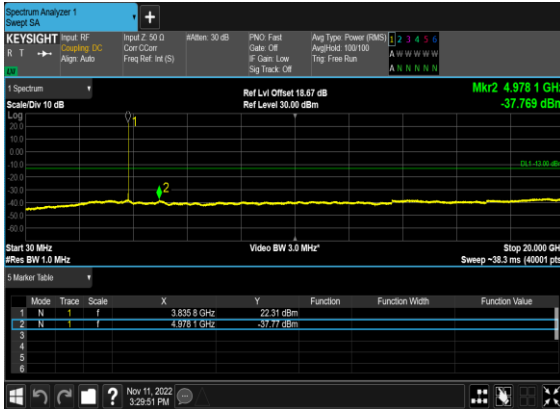 Spectrum Analyzer 1
Swept SA
+
KEYSIGHT Input: RF Input Z: 50 Ω #Atten: 30 dB PNO: Fast Avg Type: Power (RMS) 1 2 3 4 5 6
R T Coupling: DC Corr CCorr Gate: Off Avg|Hold: 100/100 A W W W W W
Align: Auto Freq Ref: Int (S) IF Gain: Low Trig: Free Run
Sig Track: Off A N N N N N
1 Spectrum
Ref Lvl Offset 18.67 dB Mkr2 4.978 1 GHz
Scale/Div 10 dB Ref Level 30.00 dBm -37.769 dBm
Log
20.0
10.0
0.00
-10.0
-20.0
-30.0
-40.0
-50.0
-60.0
1
2
DL1 -13.00 dBm
Start 30 MHz Video BW 3.0 MHz* Stop 20.000 GH
#Res BW 1.0 MHz Sweep ~38.3 ms (40001 pts
5 Marker Table
Mode Trace Scale X Y Function Function Width Function Value
1 N 1 f 3.835 8 GHz 22.31 dBm
2 N 1 f 4.978 1 GHz -37.77 dBm
3
4
5
6
? Nov 11, 2022
3:29:51 PM